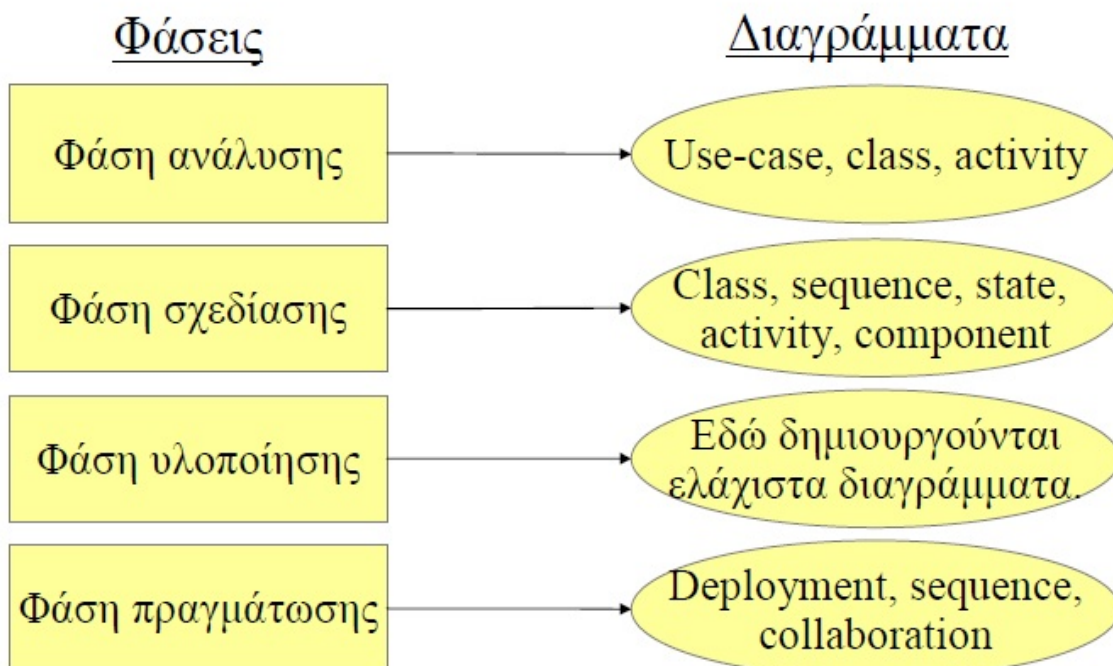 Φάσεις
Διαγράμματα
Φάση ανάλυσης
Use-case, class, activity
Φάση σχεδίασης
Class, sequence, state,
activity, component
Φάση υλοποίησης
Εδώ δημιουργούνται
ελάχιστα διαγράμματα.
Φάση πραγμάτωσης
Deployment, sequence,
collaboration